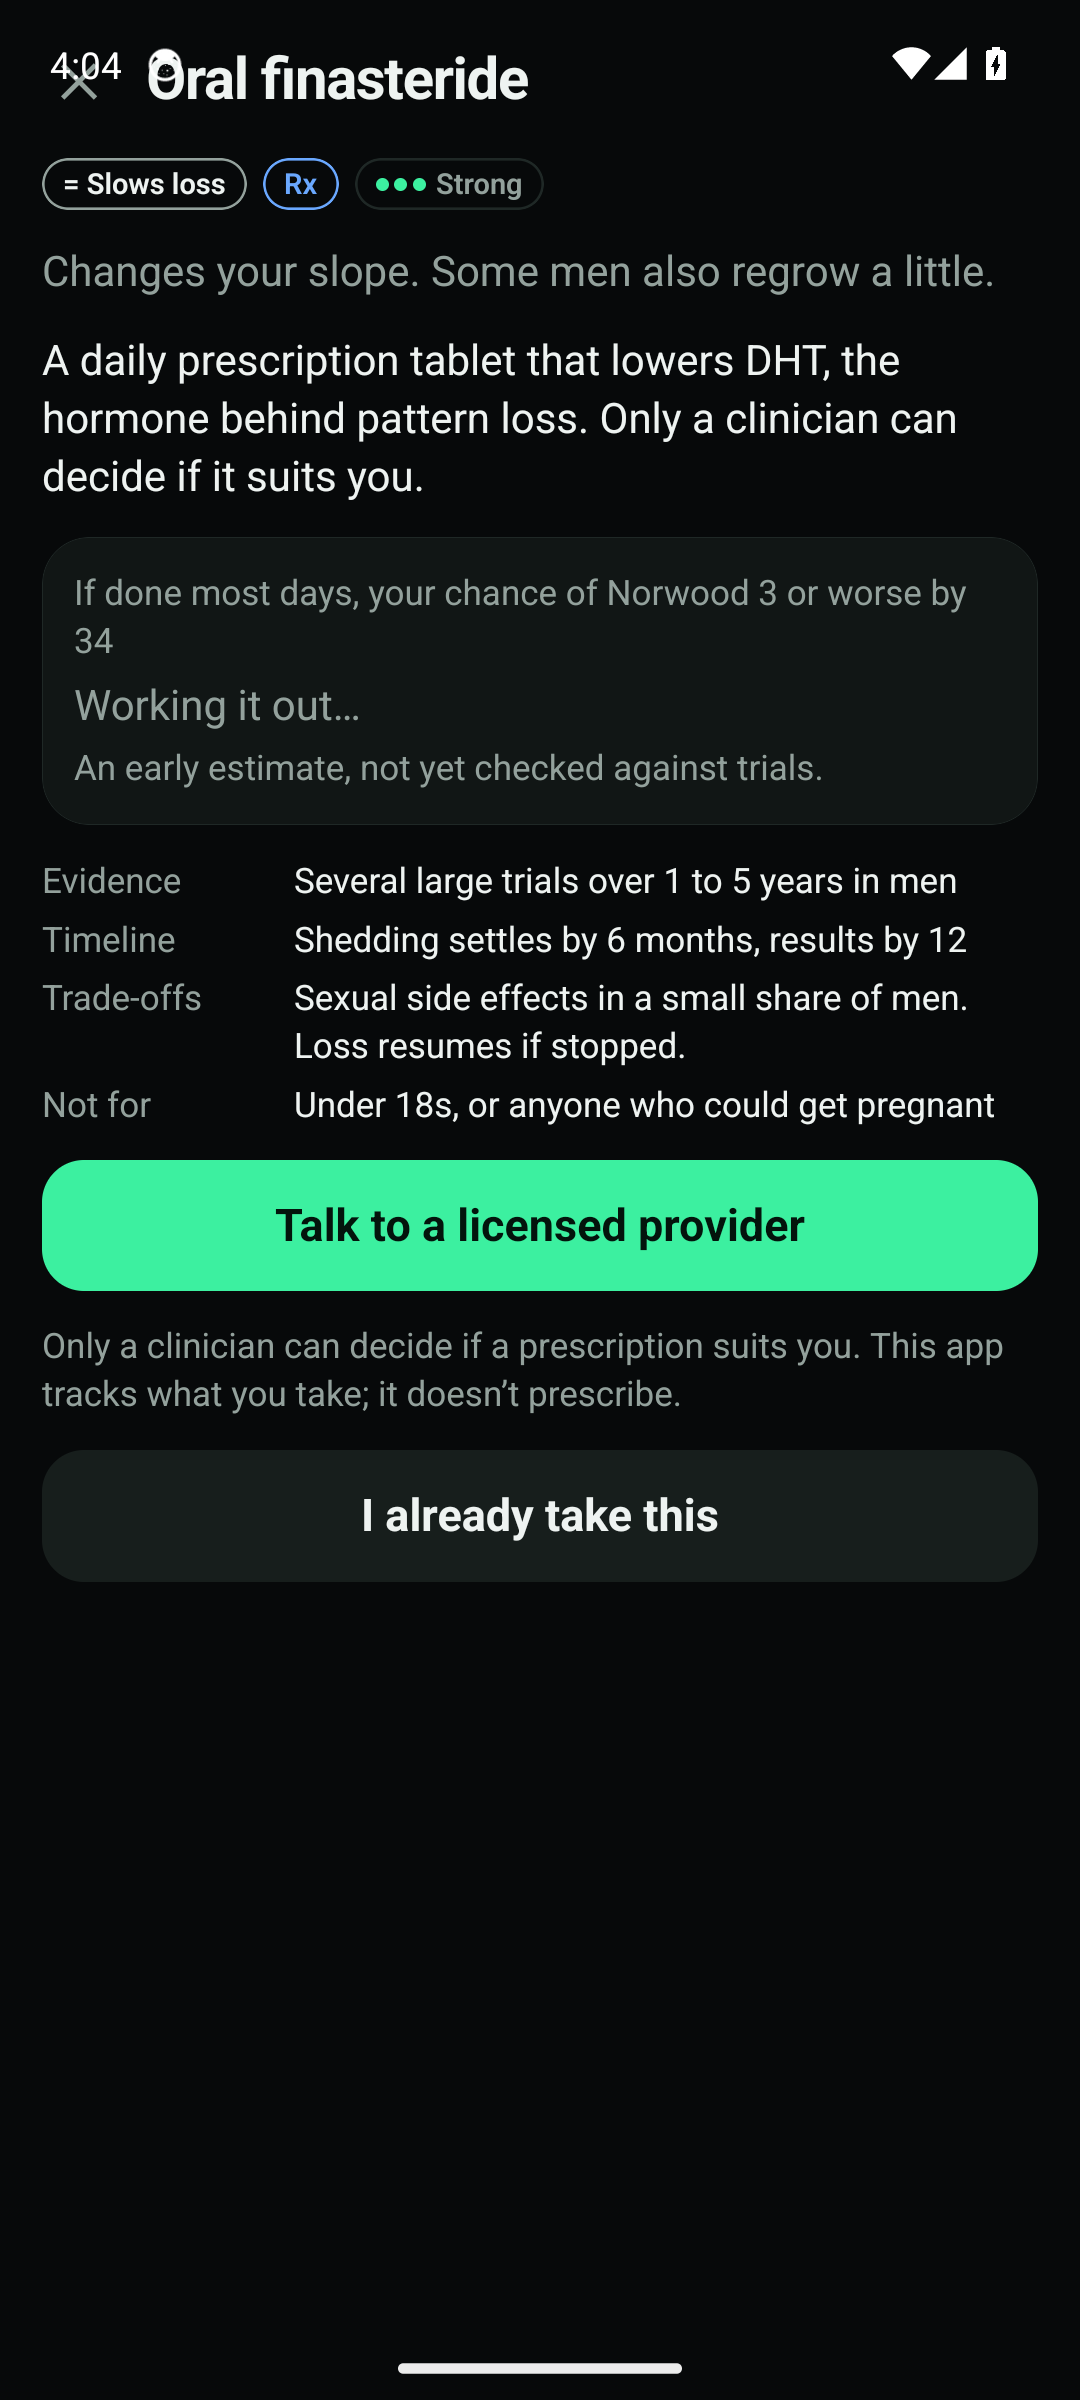 4:04
Oral finasteride
= Slows loss
Rx
Strong
Changes your slope. Some men also regrow a little.
A daily prescription tablet that lowers DHT, the
hormone behind pattern loss. Only a clinician can
decide if it suits you.
If done most days, your chance of Norwood 3 or worse by
34
Working it out…
An early estimate, not yet checked against trials.
Evidence Several large trials over 1 to 5 years in men
Timeline Shedding settles by 6 months, results by 12
Trade-offs Sexual side effects in a small share of men.
Loss resumes if stopped.
Not for Under 18s, or anyone who could get pregnant
Talk to a licensed provider
Only a clinician can decide if a prescription suits you. This app
tracks what you take; it doesn’t prescribe.
I already take this